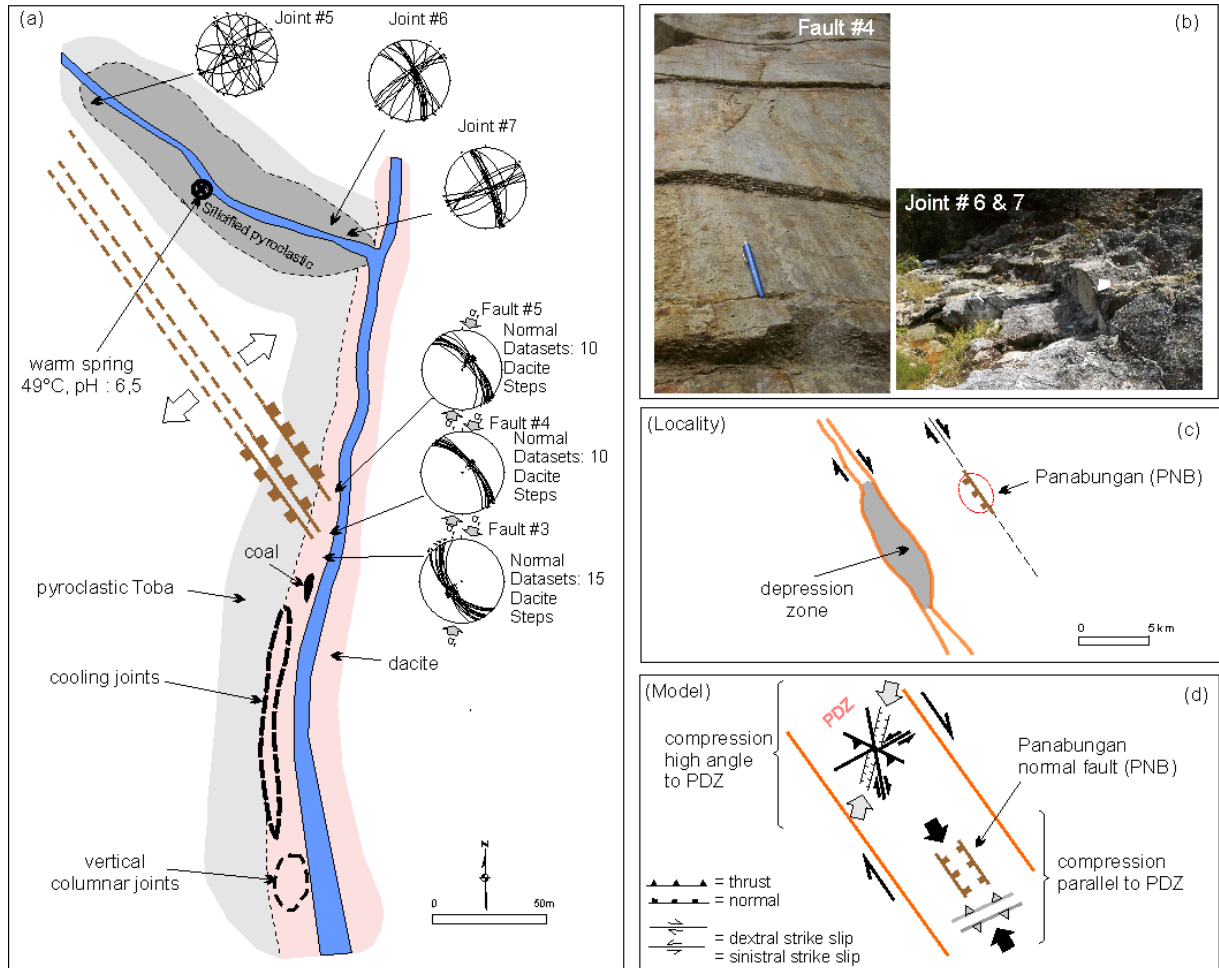 (a)
Joint #5
Joint #6
Joint #7
Silicified pyroclastic
warm spring
49°C, pH : 6,5
Fault #5
Normal
Datasets: 10
Dacite
Steps
Fault #4
Normal
Datasets: 10
Dacite
Steps
Fault #3
Normal
Datasets: 15
Dacite
Steps
coal
pyroclastic Toba
cooling joints
dacite
vertical
columnar joints
N
0 50m
(b)
Fault #4
Joint # 6 & 7
(Locality)
(c)
Panabungan (PNB)
depression
zone
0 5km
(Model)
(d)
PDZ
compression
high angle
to PDZ
Panabungan
normal fault (PNB)
compression
parallel to PDZ
= thrust
= normal
= dextral strike slip
= sinistral strike slip